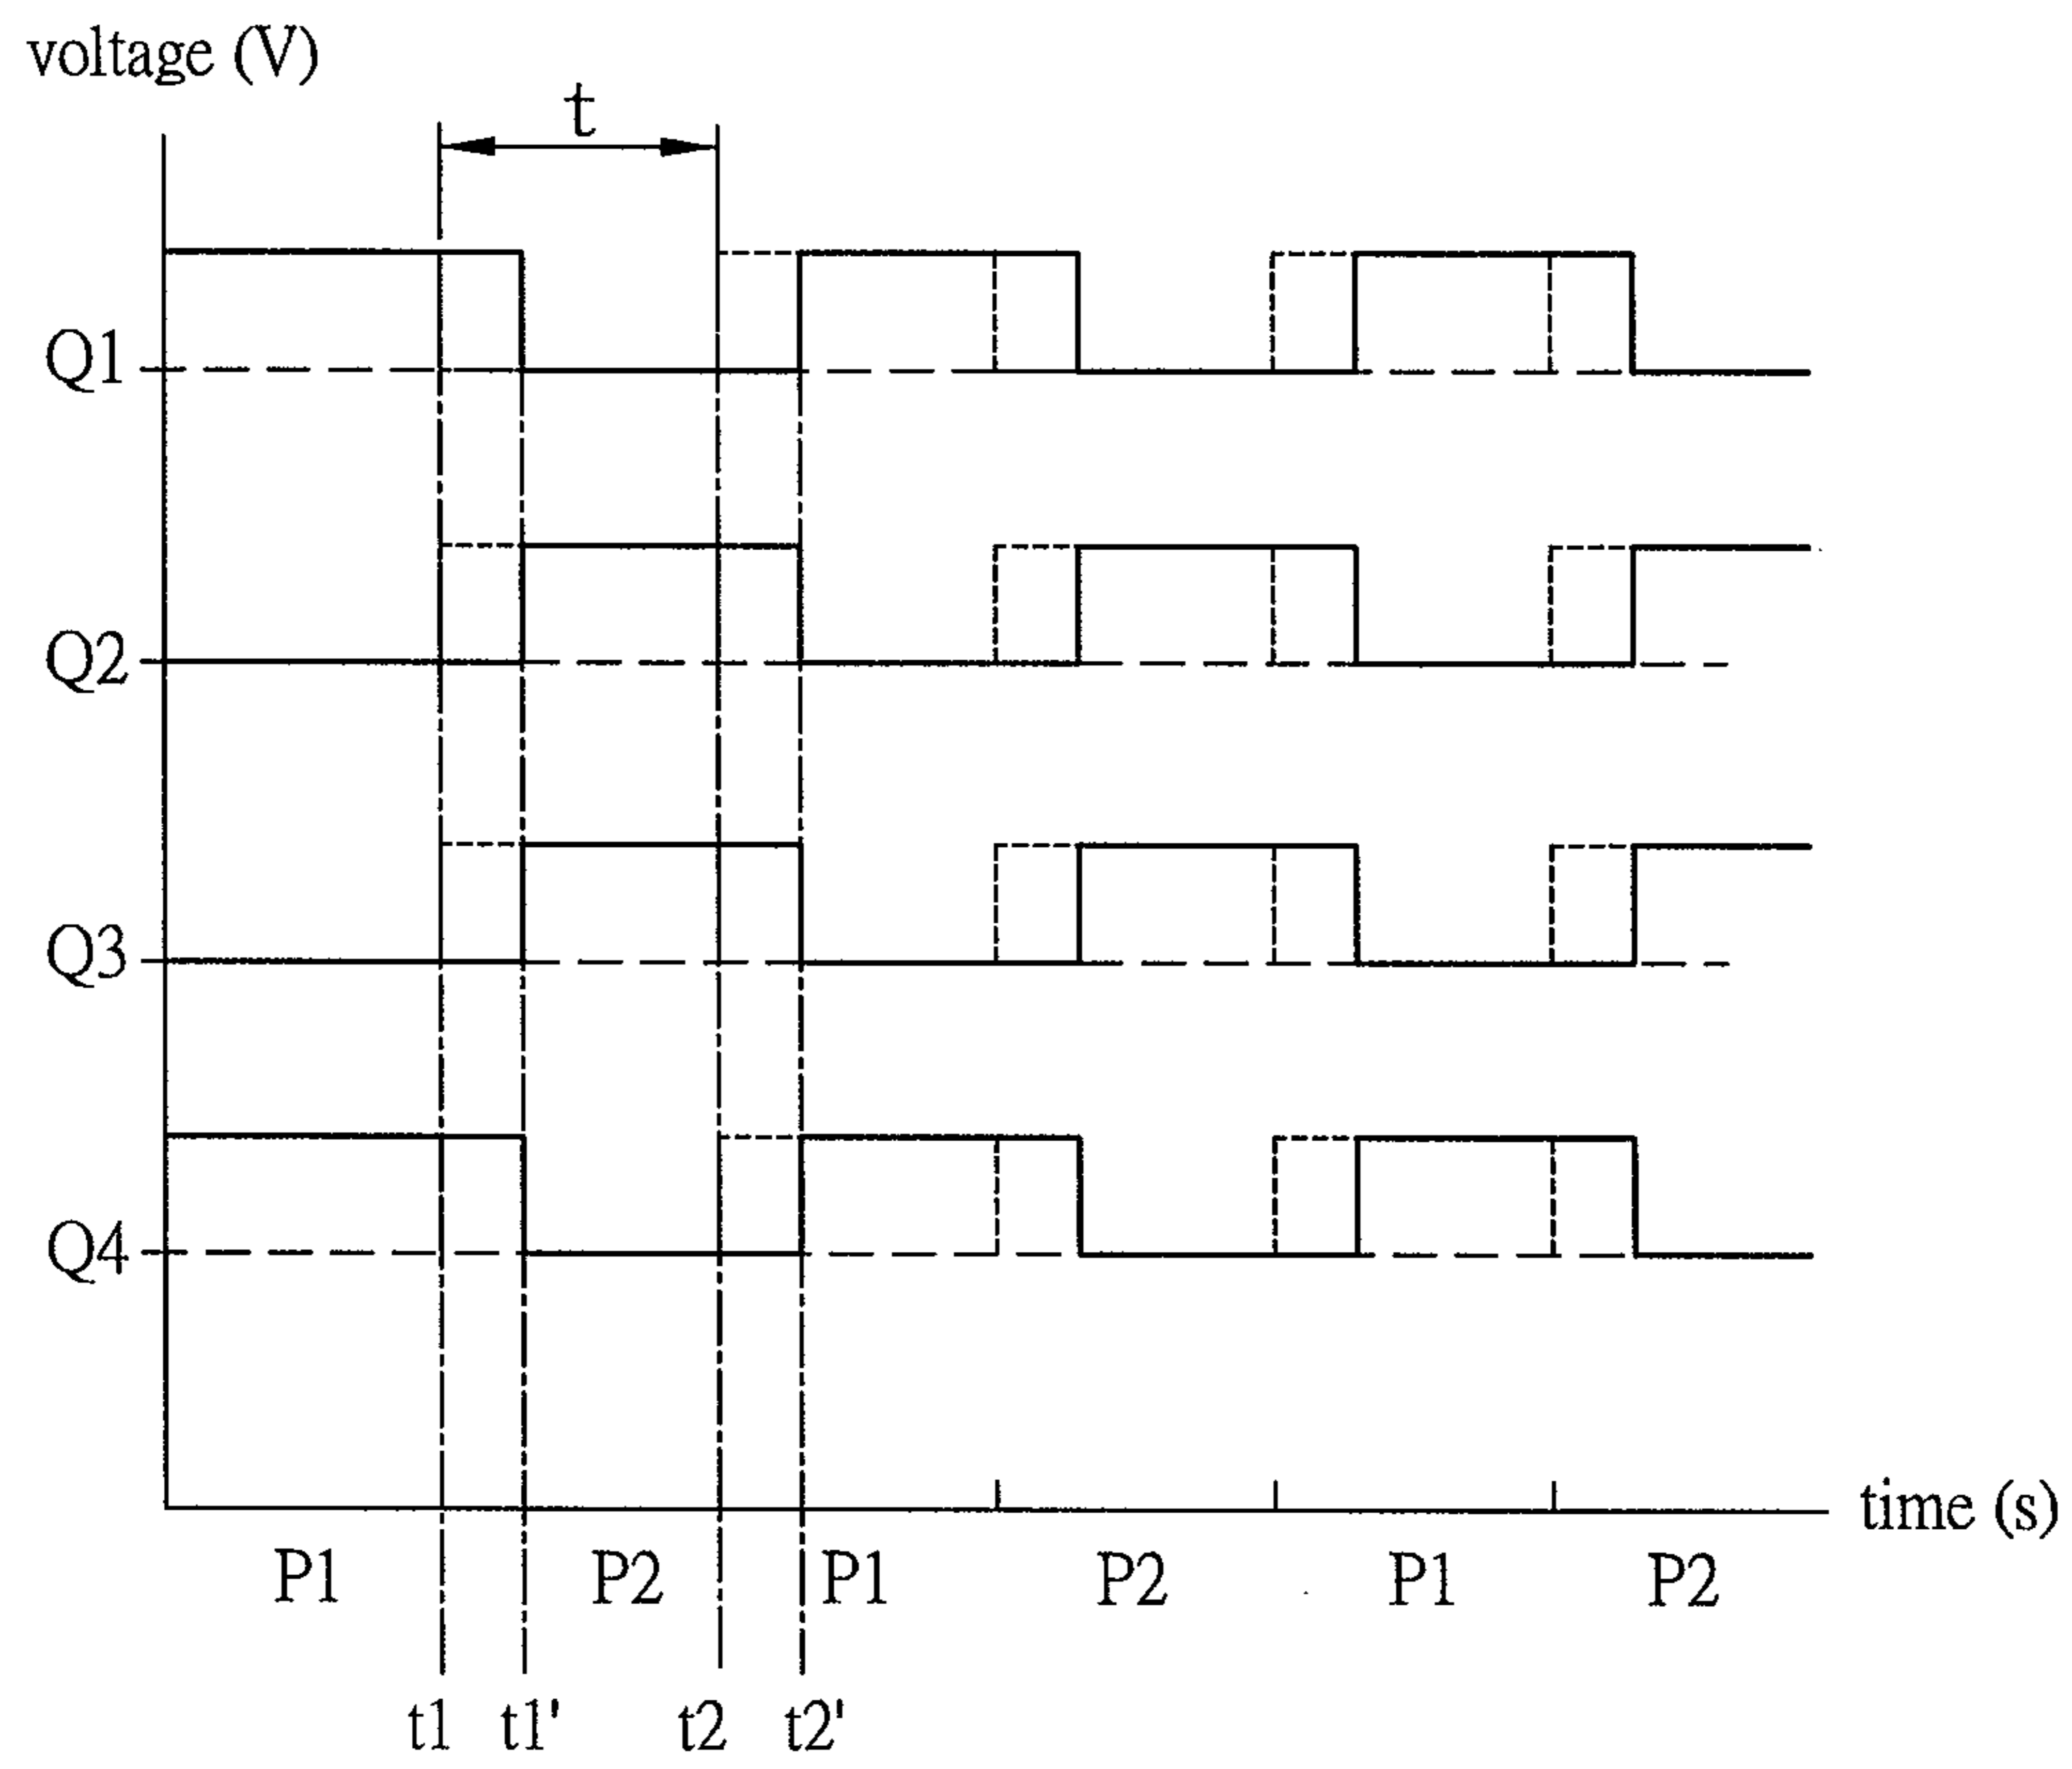 voltage (V)
t
Q1
Q2
Q3
Q4
time (s)
P1 P2 P1 P2 P1 P2
t1 t1' t2 t2'